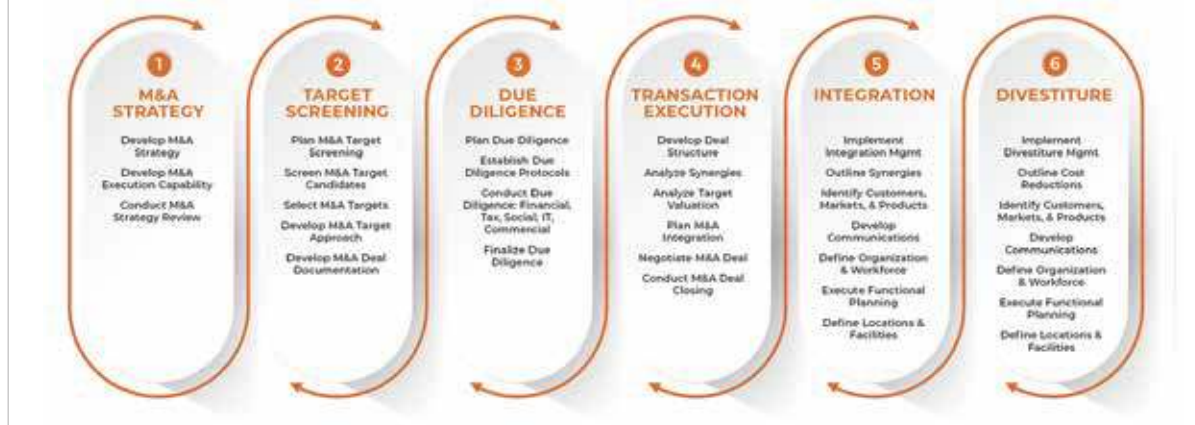 1
M&A
STRATEGY
Develop M&A
Strategy
Develop M&A
Execution Capability
Conduct M&A
Strategy Review
2
TARGET
SCREENING
Plan M&A Target
Screening
Screen M&A Target
Candidates
Select M&A Targets
Develop M&A Target
Approach
Develop M&A Deal
Documentation
3
DUE
DILIGENCE
Plan Due Diligence
Establish Due
Diligence Protocols
Conduct Due
Diligence: Financial,
Tax, Social, IT,
Commercial
Finalize Due
Diligence
4
TRANSACTION
EXECUTION
Develop Deal
Structure
Analyze Synergies
Analyze Target
Valuation
Plan M&A
Integration
Negotiate M&A Deal
Conduct M&A Deal
Closing
5
INTEGRATION
Implement
Integration Mgmt
Outline Synergies
Identify Customers,
Markets, & Products
Develop
Communications
Define Organization
& Workforce
Execute Functional
Planning
Define Locations &
Facilities
6
DIVESTITURE
Implement
Divestiture Mgmt
Outline Cost
Reductions
Identify Customers,
Markets, & Products
Develop
Communications
Define Organization
& Workforce
Execute Functional
Planning
Define Locations &
Facilities